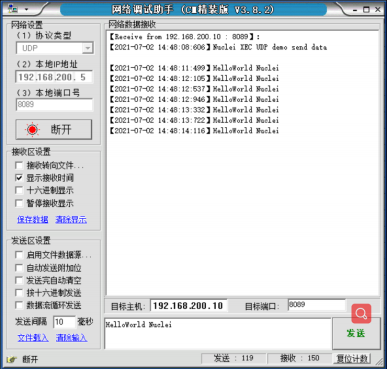 网络调试助手 (CM精装版 V3.8.2)
网络设置
(1) 协议类型
UDP
(2) 本地IP地址
192.168.200. 5
(3) 本地端口号
8089
断开
接收区设置
接收转向文件...
显示接收时间
十六进制显示
暂停接收显示
保存数据 清除显示
发送区设置
启用文件数据源...
自动发送附加位
发送完自动清空
按十六进制发送
数据流循环发送
发送间隔 10 毫秒
文件载入 清除输入
网络数据接收
【Receive from 192.168.200.10 : 8089】:
【2021-07-02 14:48:08:606】Nuclei XEC UDP demo send data
【2021-07-02 14:48:11:499】HelloWorld Nuclei
【2021-07-02 14:48:12:105】HelloWorld Nuclei
【2021-07-02 14:48:12:537】HelloWorld Nuclei
【2021-07-02 14:48:12:946】HelloWorld Nuclei
【2021-07-02 14:48:13:332】HelloWorld Nuclei
【2021-07-02 14:48:13:722】HelloWorld Nuclei
【2021-07-02 14:48:14:116】HelloWorld Nuclei
目标主机: 192.168.200.10 目标端口: 8089
HelloWorld Nuclei
发送
断开 发送 : 119 接收 : 150 复位计数